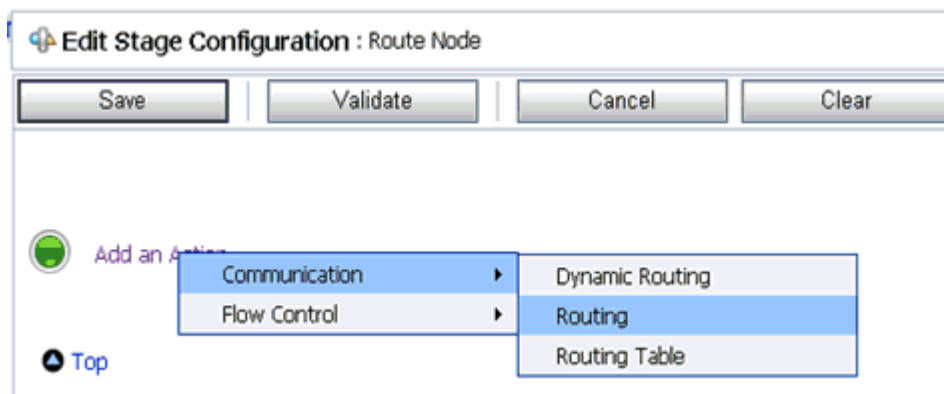 Edit Stage Configuration : Route Node
Save Validate Cancel Clear
Add an Action
Communication Dynamic Routing
Flow Control Routing
Routing Table
Top